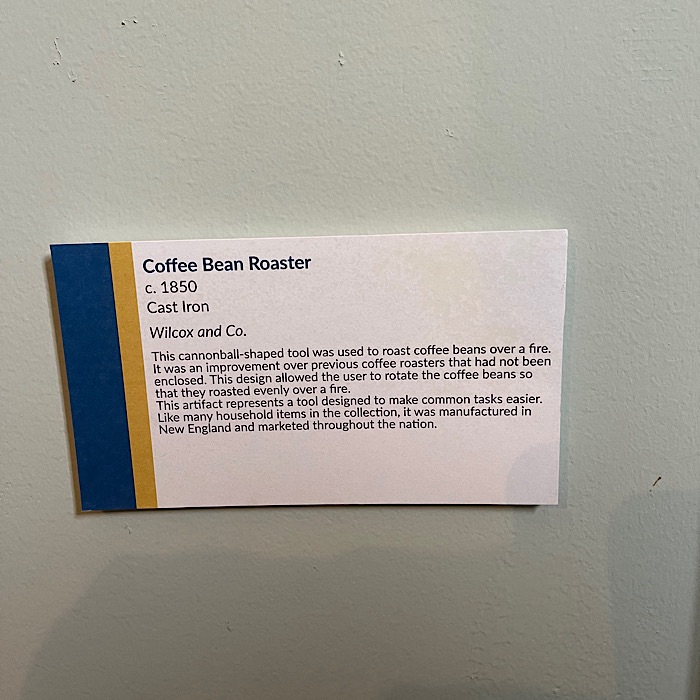 Coffee Bean Roaster
c. 1850
Cast Iron
Wilcox and Co.
This cannonball-shaped tool was used to roast coffee beans over a fire.
It was an improvement over previous coffee roasters that had not been
enclosed. This design allowed the user to rotate the coffee beans so
that they roasted evenly over a fire.
This artifact represents a tool designed to make common tasks easier.
Like many household items in the collection, it was manufactured in
New England and marketed throughout the nation.